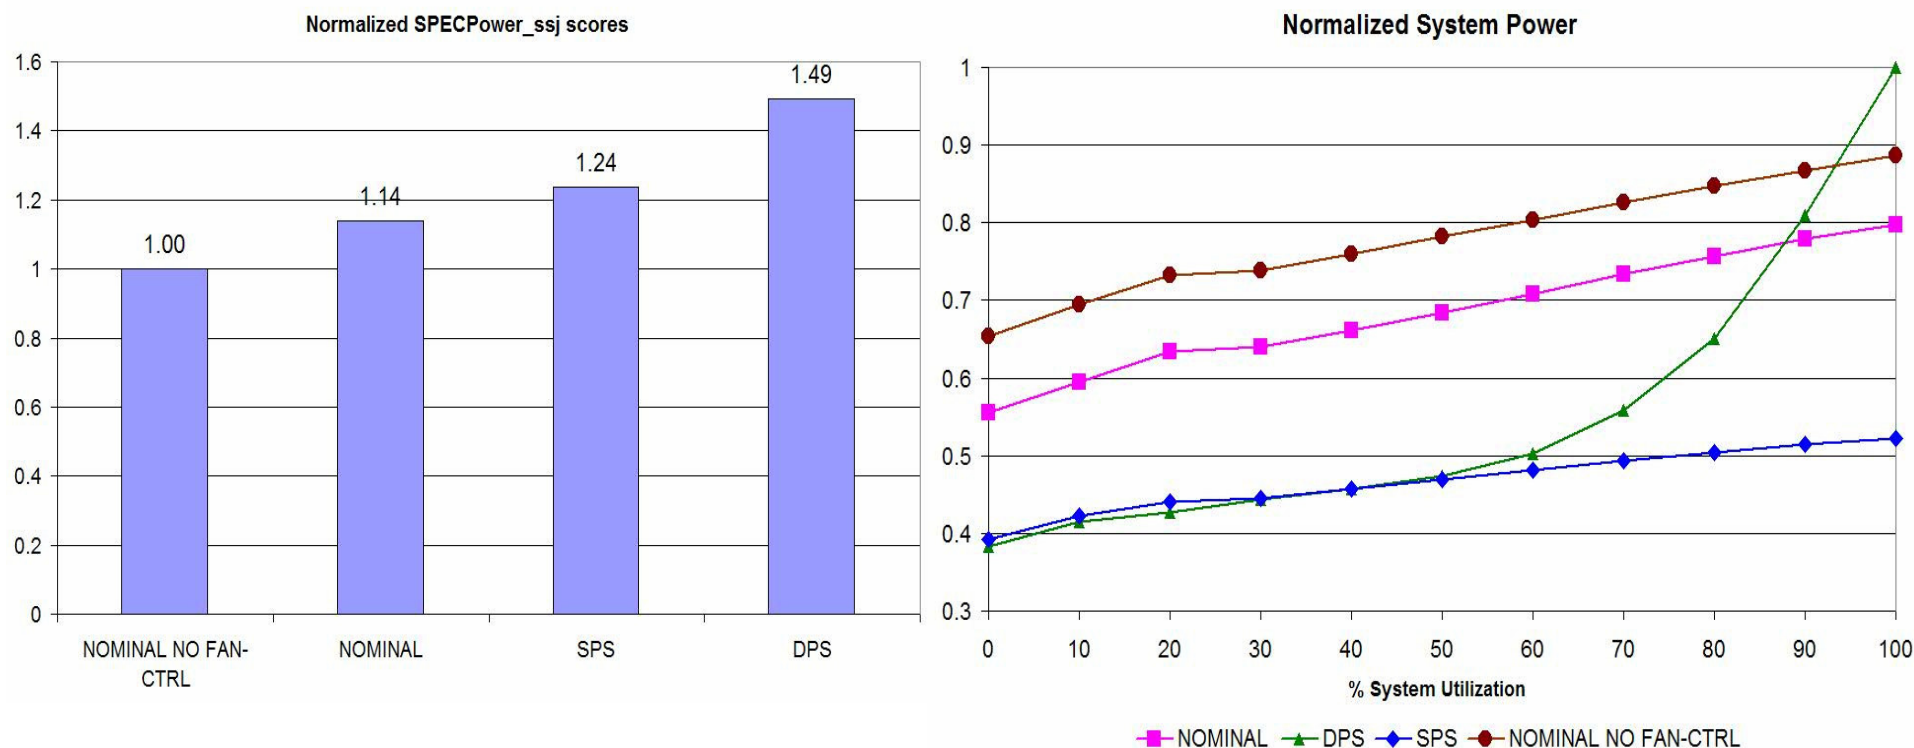 Normalized SPECPower_ssj scores
1.6
1.4
1.2
1
0.8
0.6
0.4
0.2
0
1.00
1.14
1.24
1.49
NOMINAL NO FAN-
CTRL
NOMINAL
SPS
DPS
Normalized System Power
1
0.9
0.8
0.7
0.6
0.5
0.4
0.3
0 10 20 30 40 50 60 70 80 90 100
% System Utilization
NOMINAL DPS SPS NOMINAL NO FAN-CTRL